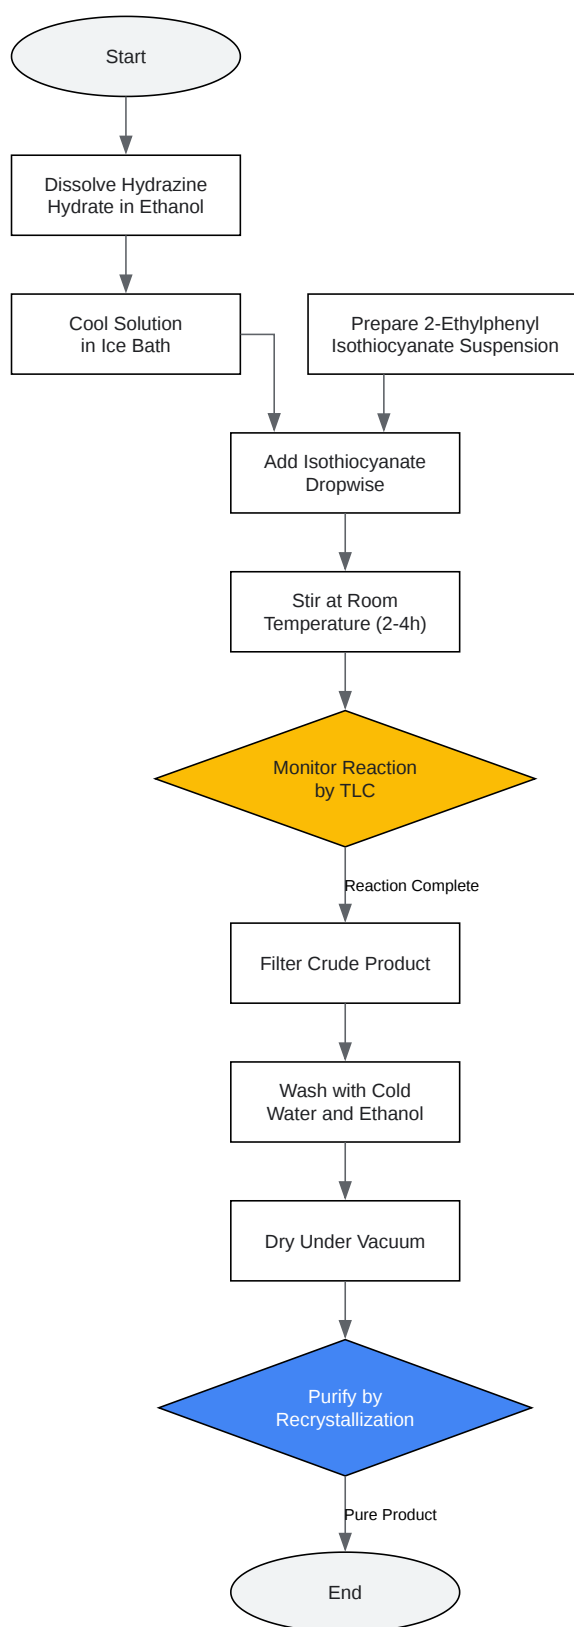 Start
Dissolve Hydrazine
Hydrate in Ethanol
Cool Solution
in Ice Bath
Prepare 2-Ethylphenyl
Isothiocyanate Suspension
Add Isothiocyanate
Dropwise
Stir at Room
Temperature (2-4h)
Monitor Reaction
by TLC
Reaction Complete
Filter Crude Product
Wash with Cold
Water and Ethanol
Dry Under Vacuum
Purify by
Recrystallization
Pure Product
End